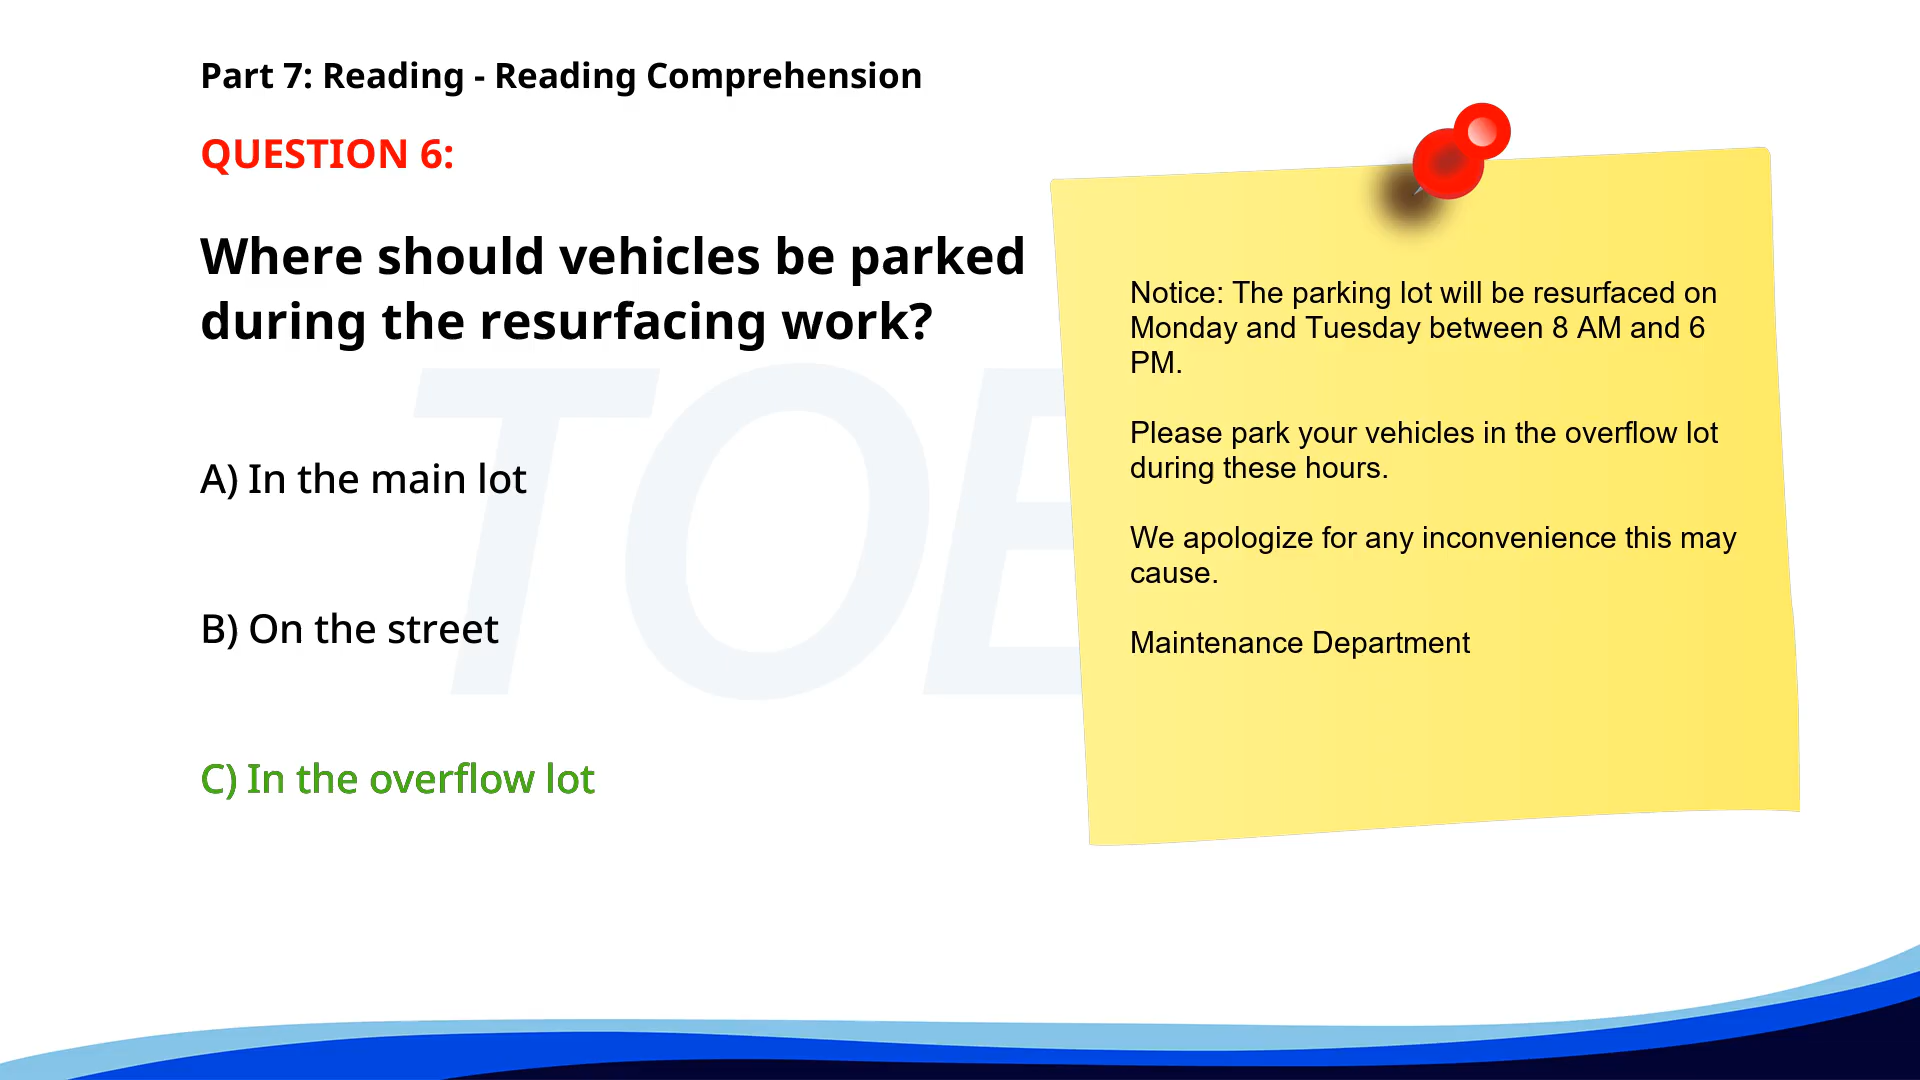 Part 7: Reading - Reading Comprehension
QUESTION 6:
Where should vehicles be parked
during the resurfacing work?
A) In the main lot
B) On the street
C) In the overflow lot
Notice: The parking lot will be resurfaced on
Monday and Tuesday between 8 AM and 6
PM.
Please park your vehicles in the overflow lot
during these hours.
We apologize for any inconvenience this may
cause.
Maintenance Department
TOE